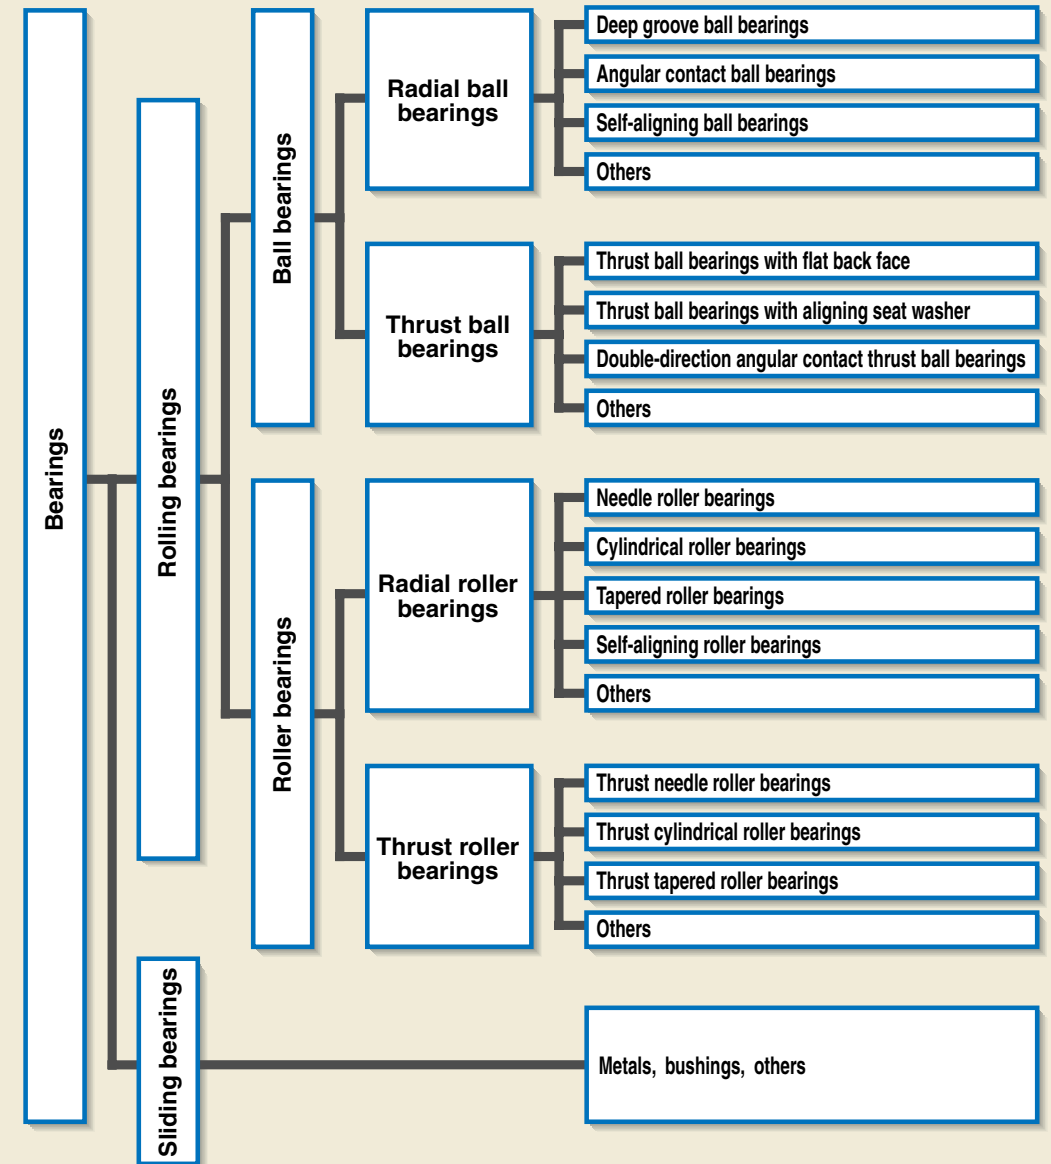 Bearings
Rolling bearings
Ball bearings
Radial ball
bearings
Deep groove ball bearings
Angular contact ball bearings
Self-aligning ball bearings
Others
Thrust ball
bearings
Thrust ball bearings with flat back face
Thrust ball bearings with aligning seat washer
Double-direction angular contact thrust ball bearings
Others
Roller bearings
Radial roller
bearings
Needle roller bearings
Cylindrical roller bearings
Tapered roller bearings
Self-aligning roller bearings
Others
Thrust roller
bearings
Thrust needle roller bearings
Thrust cylindrical roller bearings
Thrust tapered roller bearings
Others
Sliding bearings
Metals, bushings, others